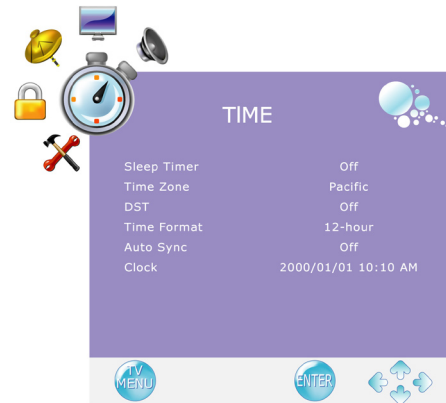 TIME
Sleep Timer Off
Time Zone Pacific
DST Off
Time Format 12-hour
Auto Sync Off
Clock 2000/01/01 10:10 AM
TV
MENU
ENTER